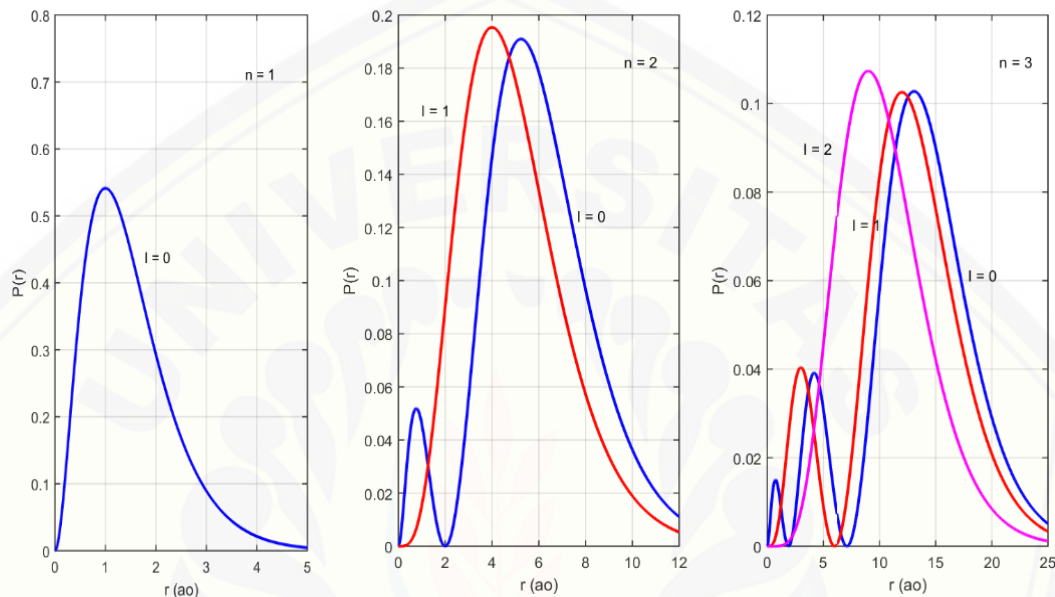 0.8
0.7
0.6
0.5
0.4
0.3
0.2
0.1
0
P(r)
n = 1
l = 0
0 1 2 3 4 5
r (ao)
0.2
0.18
0.16
0.14
0.12
0.1
0.08
0.06
0.04
0.02
0
P(r)
n = 2
l = 1
l = 0
0 2 4 6 8 10 12
r (ao)
0.12
0.1
0.08
0.06
0.04
0.02
0
P(r)
n = 3
l = 2
l = 1
l = 0
0 5 10 15 20 25
r (ao)
UNIVERSITAS